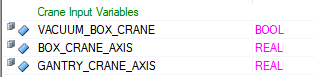 Crane Input Variables
VACUUM_BOX_CRANE BOOL
BOX_CRANE_AXIS REAL
GANTRY_CRANE_AXIS REAL